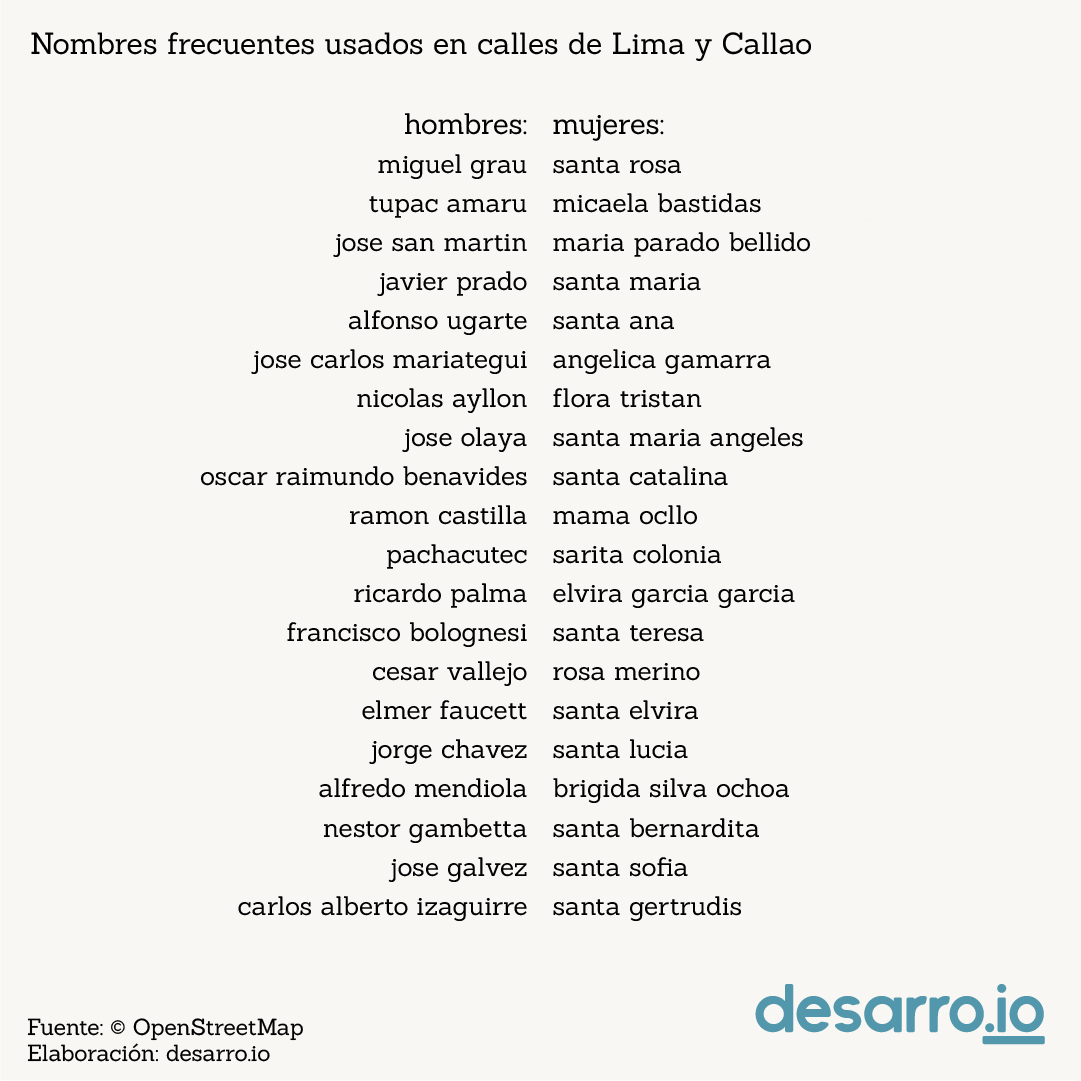 Nombres frecuentes usados en calles de Lima y Callao
hombres: mujeres:
miguel grau santa rosa
tupac amaru micaela bastidas
jose san martin maria parado bellido
javier prado santa maria
alfonso ugarte santa ana
jose carlos mariategui angelica gamarra
nicolas ayllon flora tristan
jose olaya santa maria angeles
oscar raimundo benavides santa catalina
ramon castilla mama ocllo
pachacutec sarita colonia
ricardo palma elvira garcia garcia
francisco bolognesi santa teresa
cesar vallejo rosa merino
elmer faucett santa elvira
jorge chavez santa lucia
alfredo mendiola brigida silva ochoa
nestor gambetta santa bernardita
jose galvez santa sofia
carlos alberto izaguirre santa gertrudis
desarro.io
Fuente: © OpenStreetMap
Elaboración: desarro.io